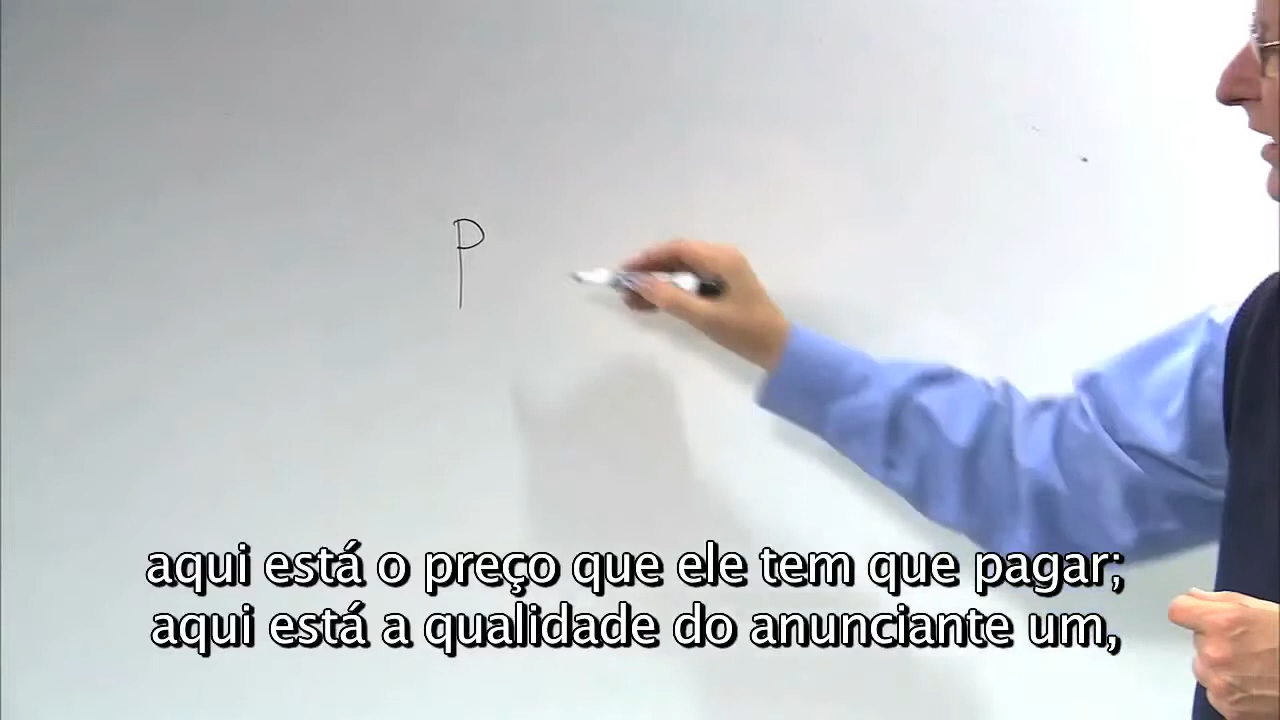 P
aqui está o preço que ele tem que pagar;
aqui está a qualidade do anunciante um,